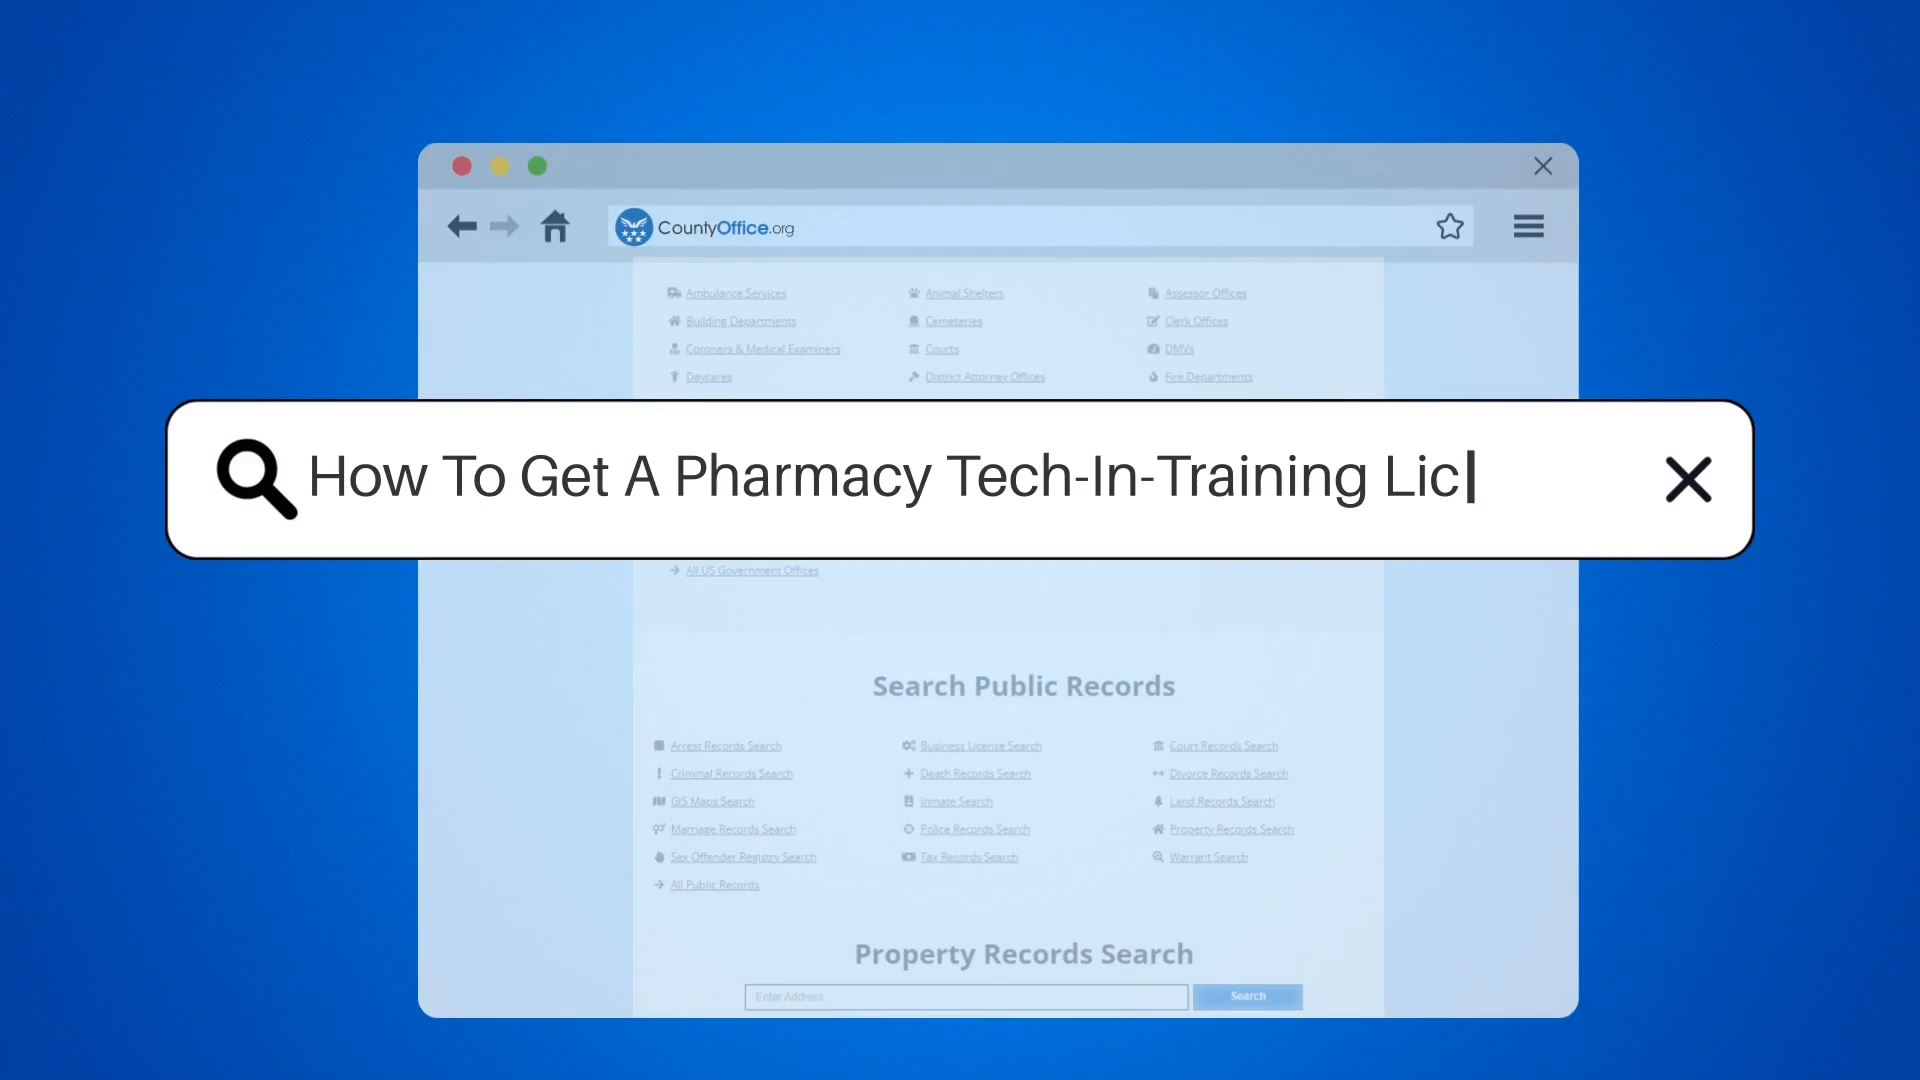 CountyOffice.org
Ambulance Services Animal Shelters Assessor Offices
Building Departments Cemeteries Clerk Offices
Coroners & Medical Examiners Courts DMVs
Daycares District Attorney Offices Fire Departments
How To Get A Pharmacy Tech-In-Training Lic
All US Government Offices
Search Public Records
Arrest Records Search Business License Search Court Records Search
Criminal Records Search Death Records Search Divorce Records Search
GIS Maps Search Inmate Search Land Records Search
Marriage Records Search Police Records Search Property Records Search
Sex Offender Registry Search Tax Records Search Warrant Search
All Public Records
Property Records Search
Enter Address Search